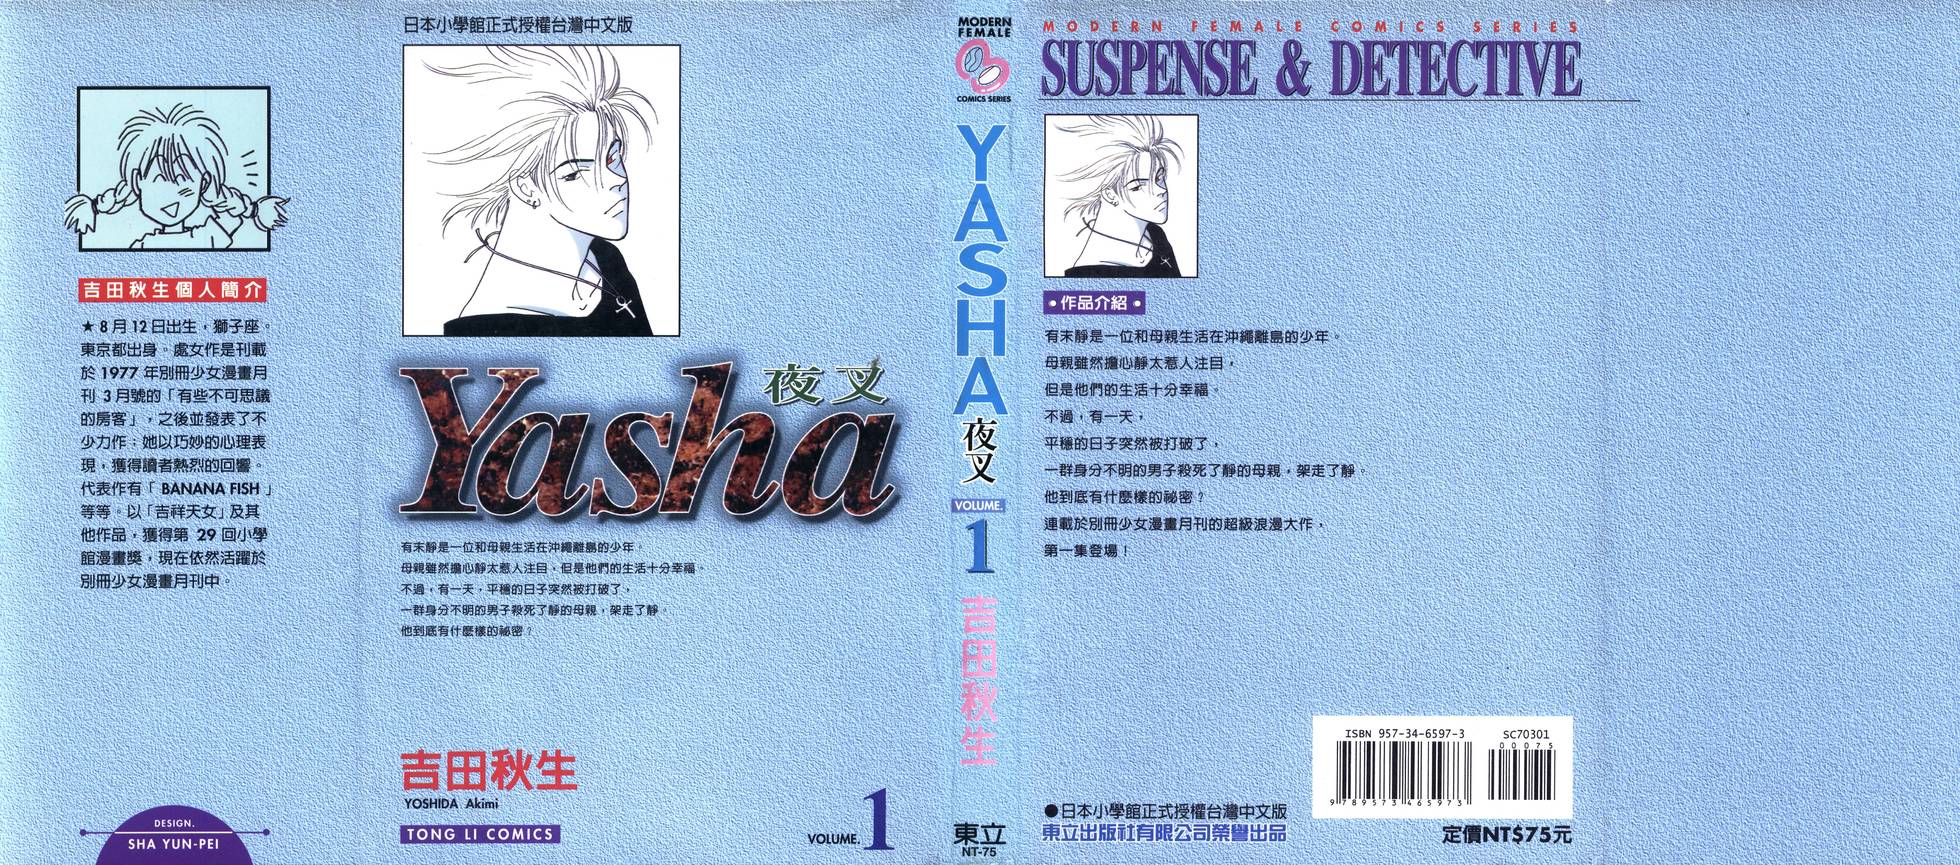 吉田秋生個人簡介
★8月12日出生，獅子座。
東京都出身。處女作是刊載
於1977年別冊少女漫畫月
刊3月號的「有些不可思議
的房客」，之後並發表了不
少力作；她以巧妙的心理表
現，獲得讀者熱烈的回響。
代表作有「BANANA FISH」
等等。以「吉祥天女」及其
他作品，獲得第29回小學
館漫畫獎，現在依然活躍於
別冊少女漫畫月刊中。
DESIGN.
SHA YUN-PEI
日本小學館正式授權台灣中文版
夜叉
Yasha
有末靜是一位和母親生活在沖繩離島的少年。
母親雖然擔心靜太惹人注目，但是他們的生活十分幸福。
不過，有一天，平穩的日子突然被打破了，
一群身分不明的男子殺死了靜的母親，架走了靜。
他到底有什麼樣的祕密？
吉田秋生
YOSHIDA Akimi
TONG LI COMICS
VOLUME.1
MODERN
FEMALE
COMICS SERIES
YASHA
夜叉
VOLUME.
1
吉田秋生
東立
NT-75
MODERN FEMALE COMICS SERIES
SUSPENSE & DETECTIVE
•作品介紹•
有末靜是一位和母親生活在沖繩離島的少年。
母親雖然擔心靜太惹人注目，
但是他們的生活十分幸福。
不過，有一天，
平穩的日子突然被打破了，
一群身分不明的男子殺死了靜的母親，架走了靜。
他到底有什麼樣的祕密？
連載於別冊少女漫畫月刊的超級浪漫大作，
第一集登場！
ISBN 957-34-6597-3
SC70301
00075
9789573465973
●日本小學館正式授權台灣中文版
東立出版社有限公司榮譽出品
定價NT$75元